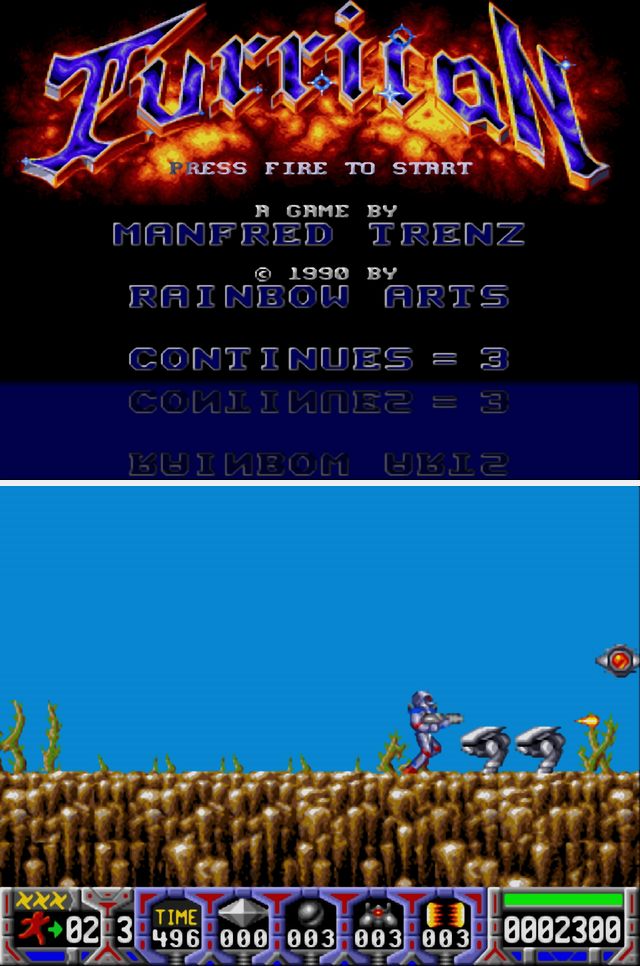 Turrican
PRESS FIRE TO START
A GAME BY
MANFRED TRENZ
© 1990 BY
RAINBOW ARTS
CONTINUES = 3
CONTINUES = 3
RAINBOW ARTS
XXX
02 3 TIME 496 000 003 003 003 0002300